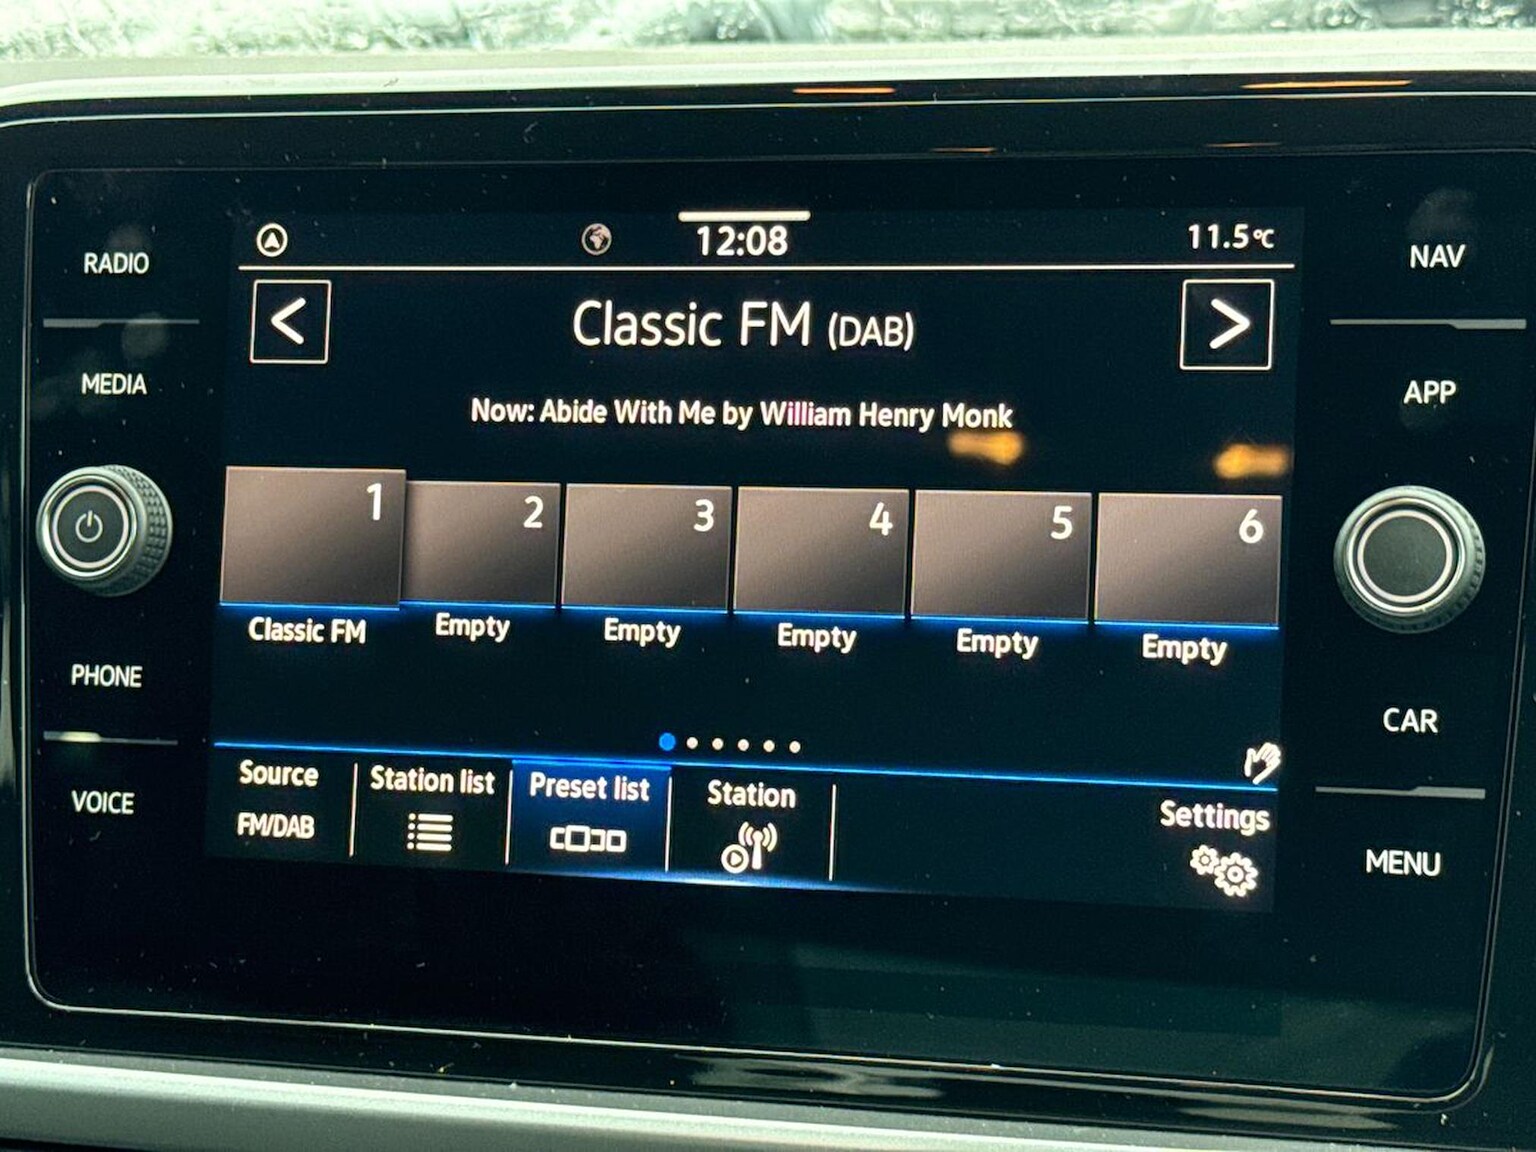 RADIO
MEDIA
PHONE
VOICE
12:08
11.5°C
< Classic FM (DAB) >
Now: Abide With Me by William Henry Monk
1 2 3 4 5 6
Classic FM Empty Empty Empty Empty Empty
Source Station list Preset list Station Settings
FM/DAB
NAV
APP
CAR
MENU